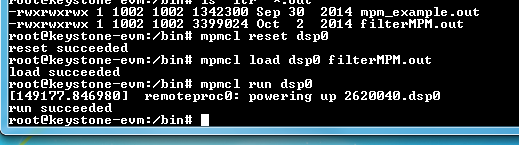 -rwxrwxrwx 1 1002 1002 1342300 Sep 30  2014 mpm_example.out
-rwxrwxrwx 1 1002 1002 3399024 Oct  2  2014 filterMPM.out
root@keystone-evm:/bin# mpmcl reset dsp0
reset succeeded
root@keystone-evm:/bin# mpmcl load dsp0 filterMPM.out
load succeeded
root@keystone-evm:/bin# mpmcl run dsp0
[149177.846980]  remoteproc0: powering up 2620040.dsp0
run succeeded
root@keystone-evm:/bin#